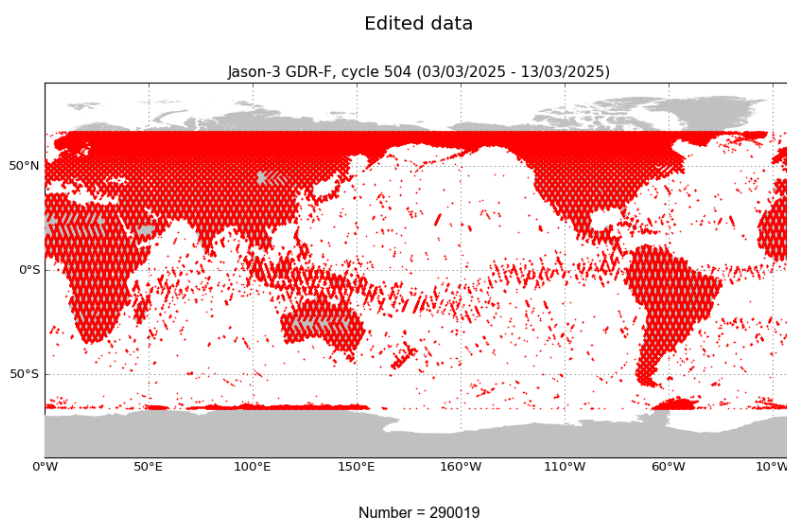 Edited data
Jason-3 GDR-F, cycle 504 (03/03/2025 - 13/03/2025)
50°N
0°S
50°S
0°W 50°E 100°E 150°E 160°W 110°W 60°W 10°W
Number = 290019